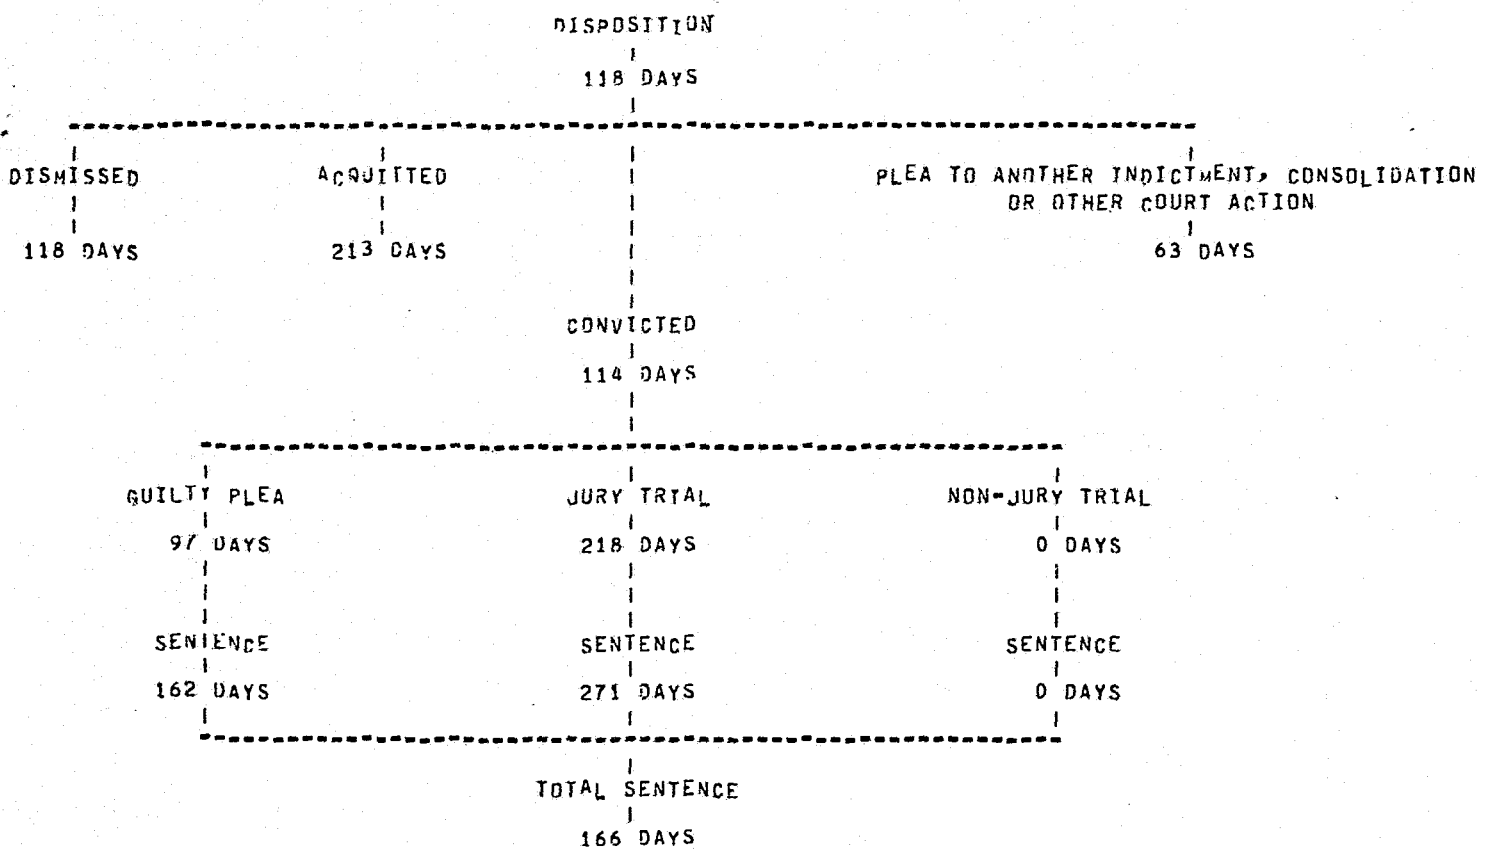 DISPOSITION
118 DAYS
DISMISSED ACQUITTED PLEA TO ANOTHER INDICTMENT, CONSOLIDATION
OR OTHER COURT ACTION
118 DAYS 213 DAYS 63 DAYS
CONVICTED
114 DAYS
GUILTY PLEA JURY TRIAL NON-JURY TRIAL
97 DAYS 218 DAYS 0 DAYS
SENTENCE SENTENCE SENTENCE
162 DAYS 271 DAYS 0 DAYS
TOTAL SENTENCE
166 DAYS